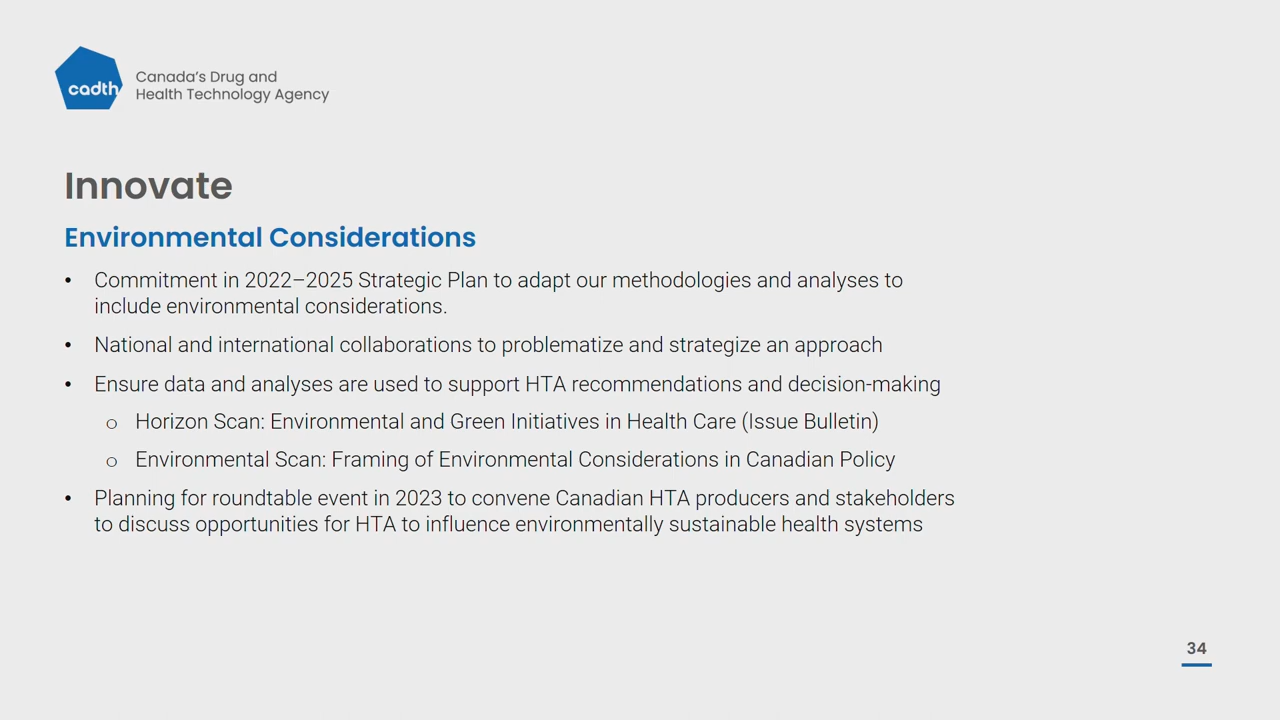 cadth
Canada's Drug and
Health Technology Agency
Innovate
Environmental Considerations
• Commitment in 2022–2025 Strategic Plan to adapt our methodologies and analyses to
include environmental considerations.
• National and international collaborations to problematize and strategize an approach
• Ensure data and analyses are used to support HTA recommendations and decision-making
o Horizon Scan: Environmental and Green Initiatives in Health Care (Issue Bulletin)
o Environmental Scan: Framing of Environmental Considerations in Canadian Policy
• Planning for roundtable event in 2023 to convene Canadian HTA producers and stakeholders
to discuss opportunities for HTA to influence environmentally sustainable health systems
34